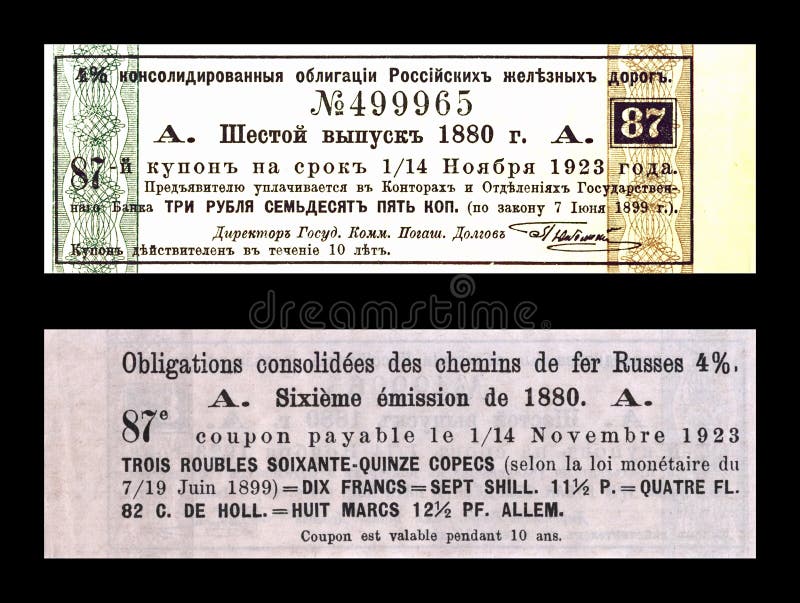 4% консолидированныя облигаціи Россійскихъ желѣзныхъ дорогъ.
№499965
А. Шестой выпускъ 1880 г. А.
87
87-й купонъ на срокъ 1/14 Ноября 1923 года.
Предъявителю уплачивается въ Конторахъ и Отдѣленіяхъ Государствен-
наго Банка ТРИ РУБЛЯ СЕМЬДЕСЯТЪ ПЯТЬ КОП. (по закону 7 Іюня 1899 г.).
Директоръ Госуд. Комм. Погаш. Долговъ
Купонъ дѣйствителенъ въ теченіе 10 лѣтъ.
dreamstime
Obligations consolidées des chemins de fer Russes 4%.
A. Sixième émission de 1880. A.
87e coupon payable le 1/14 Novembre 1923
TROIS ROUBLES SOIXANTE-QUINZE COPECS (selon la loi monétaire du
7/19 Juin 1899)=DIX FRANCS=SEPT SHILL. 11½ P.=QUATRE FL.
82 C. DE HOLL.=HUIT MARCS 12½ PF. ALLEM.
Coupon est valable pendant 10 ans.